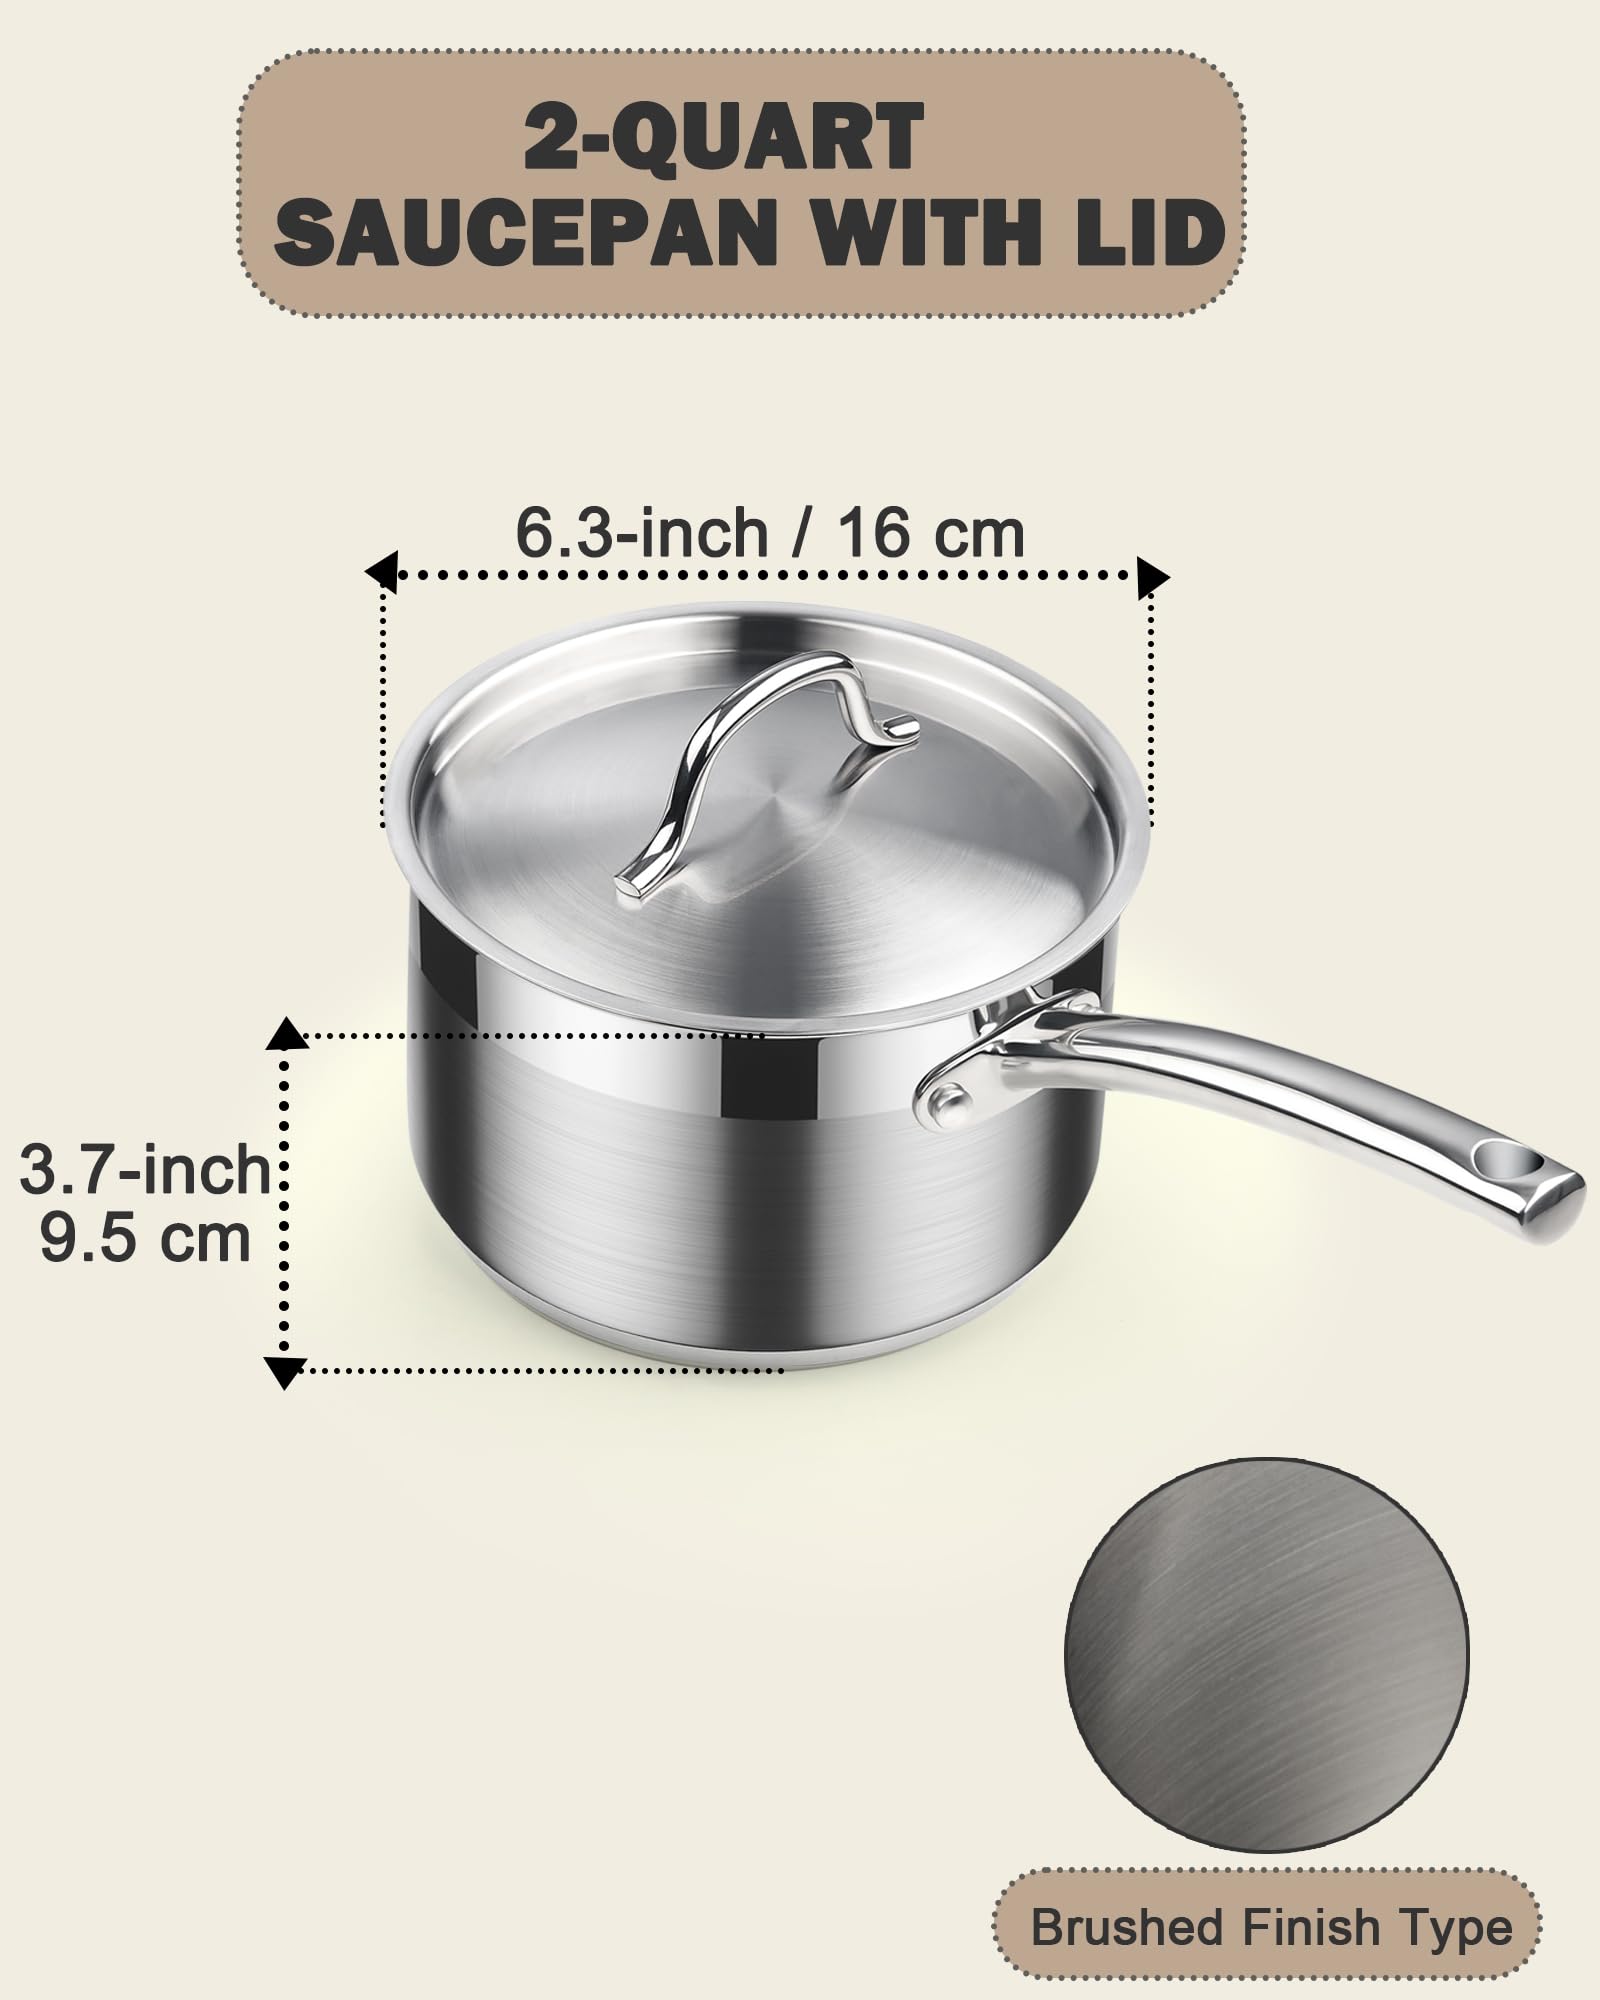 2-QUART
SAUCEPAN WITH LID
6.3-inch / 16 cm
3.7-inch
9.5 cm
Brushed Finish Type